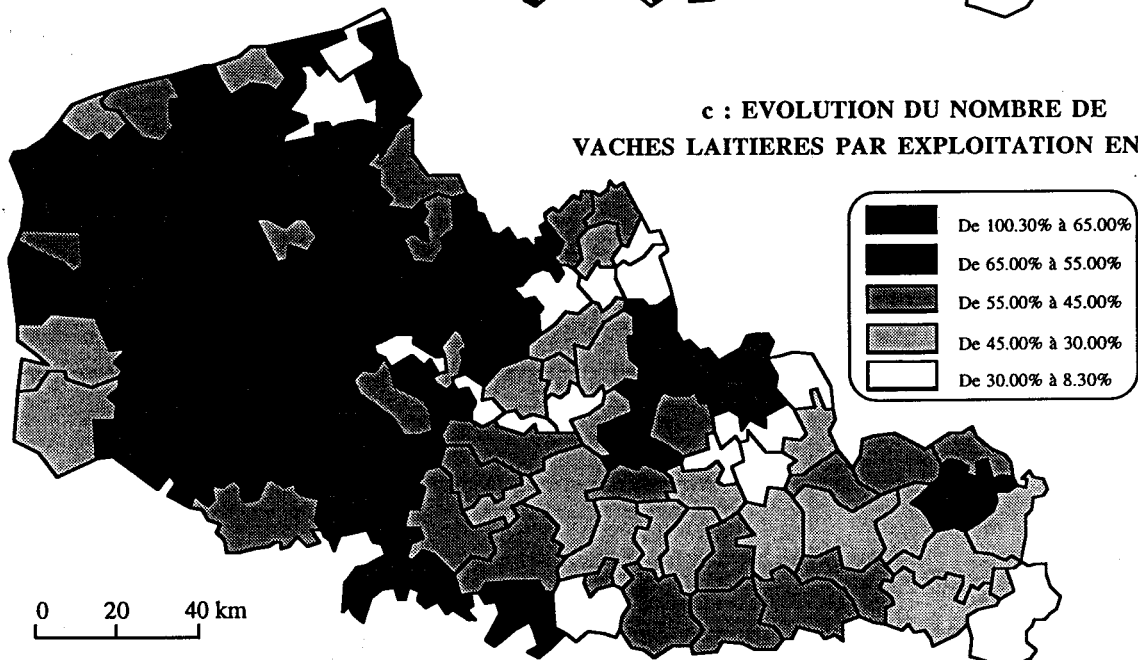 c : EVOLUTION DU NOMBRE DE
VACHES LAITIERES PAR EXPLOITATION EN
De 100.30% à 65.00%
De 65.00% à 55.00%
De 55.00% à 45.00%
De 45.00% à 30.00%
De 30.00% à 8.30%
0 20 40 km